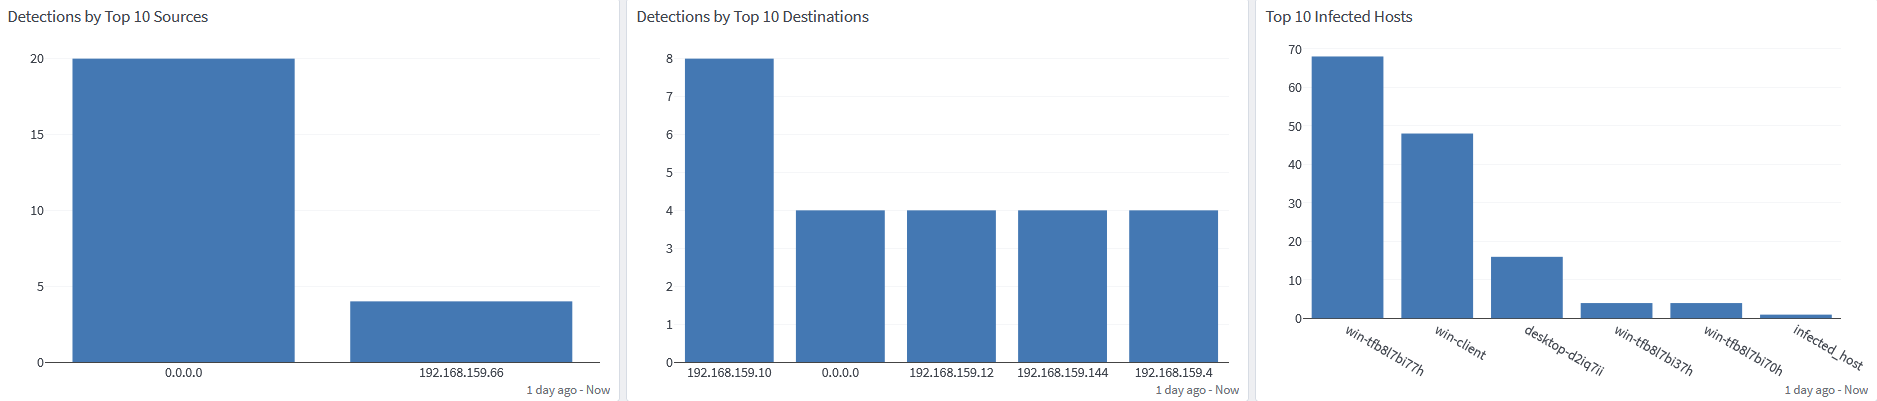 Detections by Top 10 Sources
20
15
10
5
0
0.0.0.0
192.168.159.66
1 day ago - Now
Detections by Top 10 Destinations
8
7
6
5
4
3
2
1
0
192.168.159.10
0.0.0.0
192.168.159.12
192.168.159.144
192.168.159.4
1 day ago - Now
Top 10 Infected Hosts
70
60
50
40
30
20
10
0
win-tfb8l7bi77h
win-client
desktop-d2iq7ii
win-tfb8l7bi37h
win-tfb8l7bi70h
infected_host
1 day ago - Now